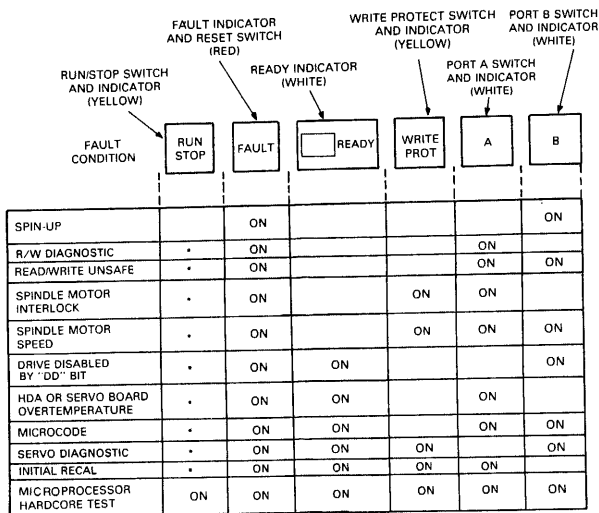 FAULT INDICATOR
AND RESET SWITCH
(RED)
WRITE PROTECT SWITCH
AND INDICATOR
(YELLOW)
PORT B SWITCH
AND INDICATOR
(WHITE)
RUN/STOP SWITCH
AND INDICATOR
(YELLOW)
READY INDICATOR
(WHITE)
PORT A SWITCH
AND INDICATOR
(WHITE)
FAULT
CONDITION
RUN
STOP
FAULT
READY
WRITE
PROT
A
B
SPIN-UP ON ON
R/W DIAGNOSTIC • ON ON
READ/WRITE UNSAFE • ON ON ON
SPINDLE MOTOR
INTERLOCK • ON ON ON
SPINDLE MOTOR
SPEED • ON ON ON ON
DRIVE DISABLED
BY "DD" BIT • ON ON ON
HDA OR SERVO BOARD
OVERTEMPERATURE • ON ON ON
MICROCODE • ON ON ON ON
SERVO DIAGNOSTIC • ON ON ON ON
INITIAL RECAL • ON ON ON ON
MICROPROCESSOR
HARDCORE TEST ON ON ON ON ON ON